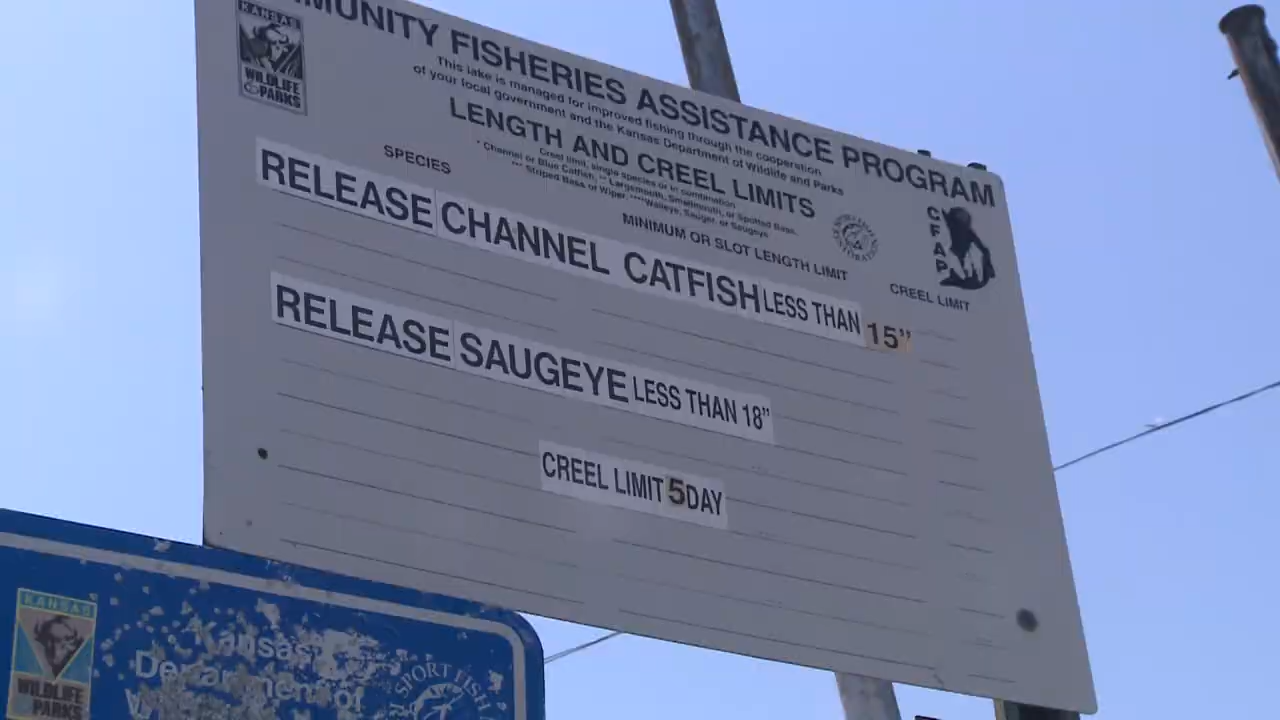 KANSAS
WILDLIFE
& PARKS
MUNITY FISHERIES ASSISTANCE PROGRAM
This lake is managed for improved fishing through the cooperation
of your local government and the Kansas Department of Wildlife and Parks
LENGTH AND CREEL LIMITS
Creel limit, single species or in combination
* Channel or Blue Catfish, ** Largemouth, Smallmouth, or Spotted Bass,
*** Striped Bass or Wiper, ****Walleye, Sauger, or Saugeye
SPECIES
MINIMUM OR SLOT LENGTH LIMIT
CREEL LIMIT
CFAP
RELEASE CHANNEL CATFISH LESS THAN 15”
RELEASE SAUGEYE LESS THAN 18”
CREEL LIMIT 5 DAY
KANSAS
WILDLIFE
& PARKS
Kansas
Department of
SPORT FISH